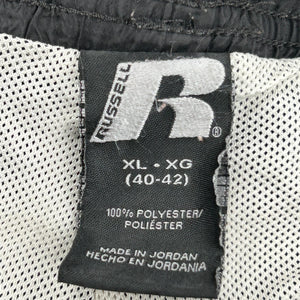 RUSSELL
R®
XL • XG
(40-42)
100% POLYESTER/
POLIÉSTER
MADE IN JORDAN
HECHO EN JORDANIA